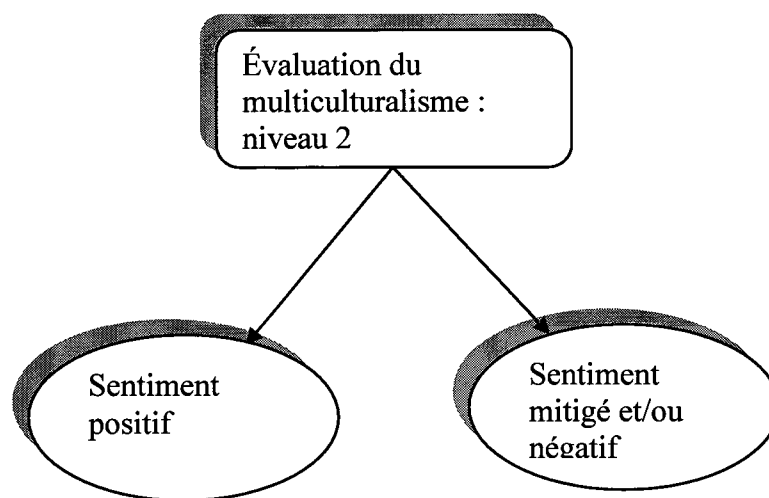 Évaluation du
multiculturalisme :
niveau 2
Sentiment
positif
Sentiment
mitigé et/ou
négatif